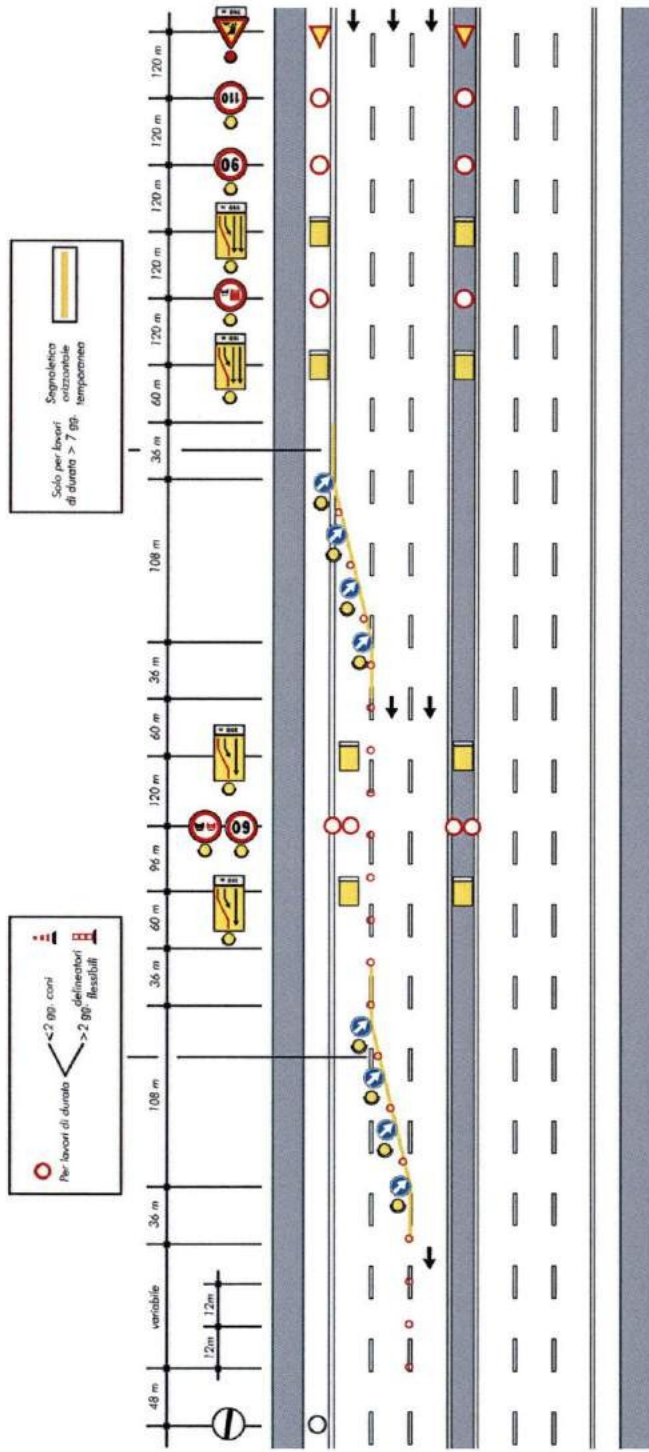 <2 gg. coni
Per lavori di durata
>2 gg. delineatori
flessibili
Solo per lavori
di durata > 7 gg.
Segnaletica
orizzontale
temporanea
48 m variabile 36 m 108 m 36 m 60 m 96 m 120 m 60 m 36 m 108 m 36 m 60 m 120 m 120 m 120 m 120 m 120 m
12m 12m
60
90
110